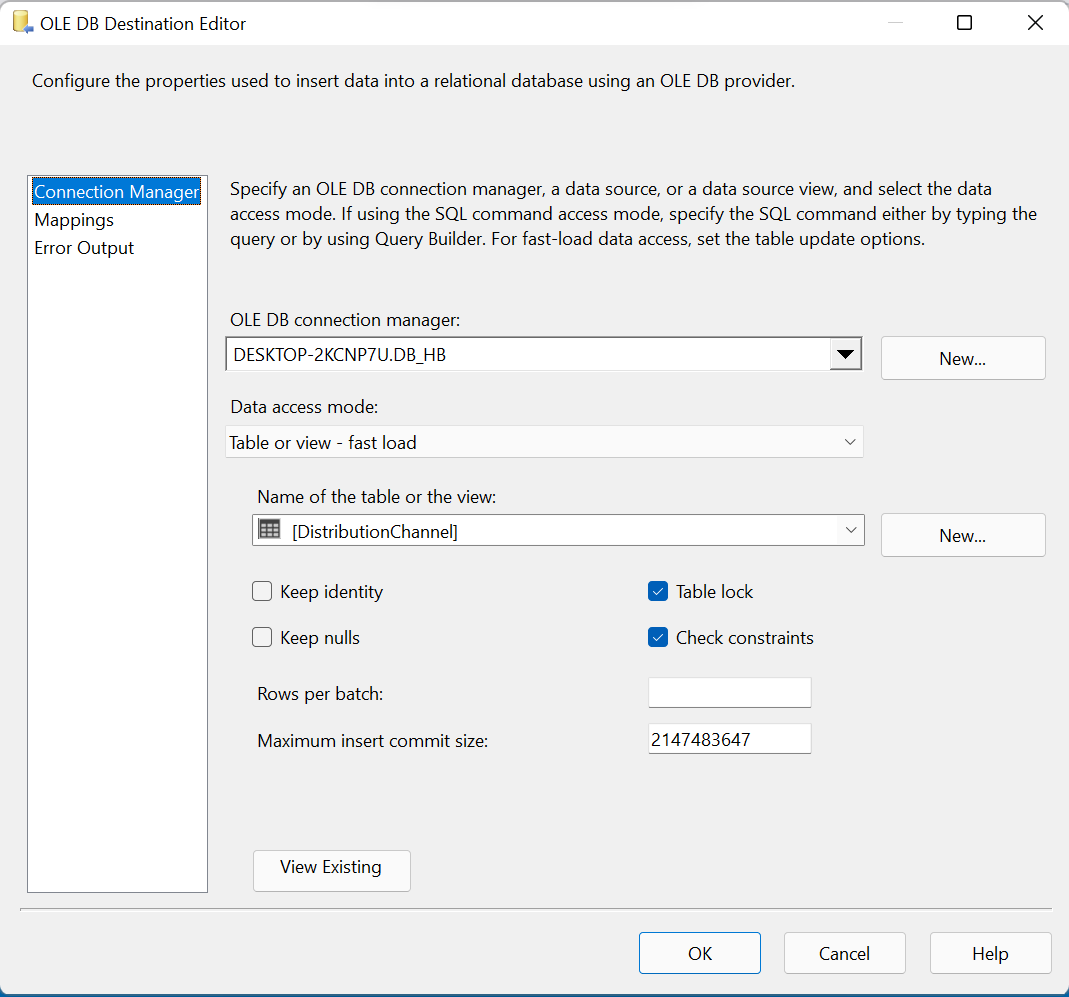 OLE DB Destination Editor
Configure the properties used to insert data into a relational database using an OLE DB provider.
Connection Manager
Mappings
Error Output
Specify an OLE DB connection manager, a data source, or a data source view, and select the data
access mode. If using the SQL command access mode, specify the SQL command either by typing the
query or by using Query Builder. For fast-load data access, set the table update options.
OLE DB connection manager:
DESKTOP-2KCNP7U.DB_HB
New...
Data access mode:
Table or view - fast load
Name of the table or the view:
[DistributionChannel]
New...
Keep identity
Table lock
Keep nulls
Check constraints
Rows per batch:
Maximum insert commit size:
2147483647
View Existing
OK
Cancel
Help